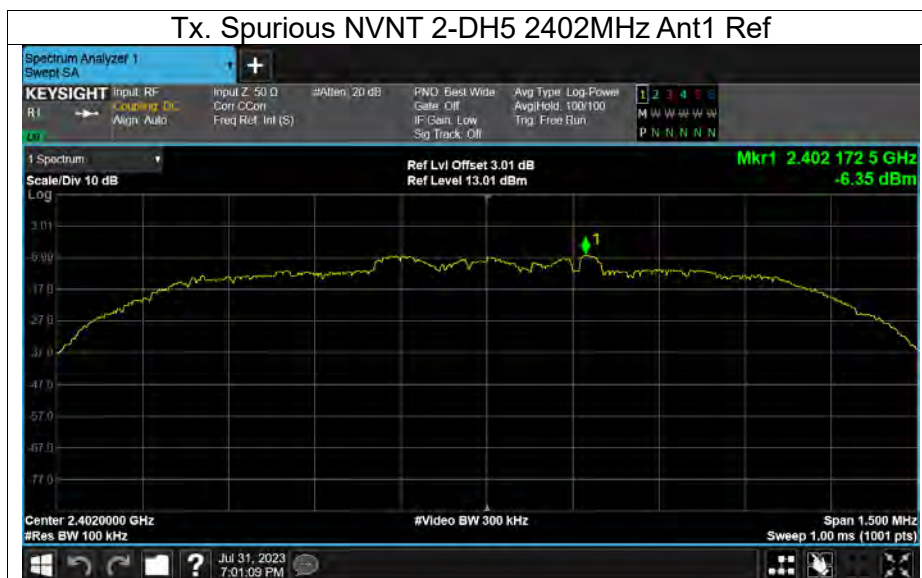 Tx. Spurious NVNT 2-DH5 2402MHz Ant1 Ref
Spectrum Analyzer 1
Swept SA
+
KEYSIGHT Input: RF Input Z: 50 Ω #Atten: 20 dB PNO: Best Wide Avg Type: Log-Power 1 2 3 4 5 6
Coupling: DC Corr CCorr Gate: Off Avg|Hold: 100/100 M W W W W W
Align: Auto Freq Ref: Int (S) IF Gain: Low Trig: Free Run
Sig Track: Off P N N N N N
1 Spectrum
Ref Lvl Offset 3.01 dB Mkr1 2.402 172 5 GHz
Scale/Div 10 dB Ref Level 13.01 dBm -6.35 dBm
Log
3.01
1
-6.99
-17.0
-27.0
-37.0
-47.0
-57.0
-67.0
-77.0
Center 2.4020000 GHz #Video BW 300 kHz Span 1.500 MHz
#Res BW 100 kHz Sweep 1.00 ms (1001 pts)
? Jul 31, 2023
7:01:09 PM